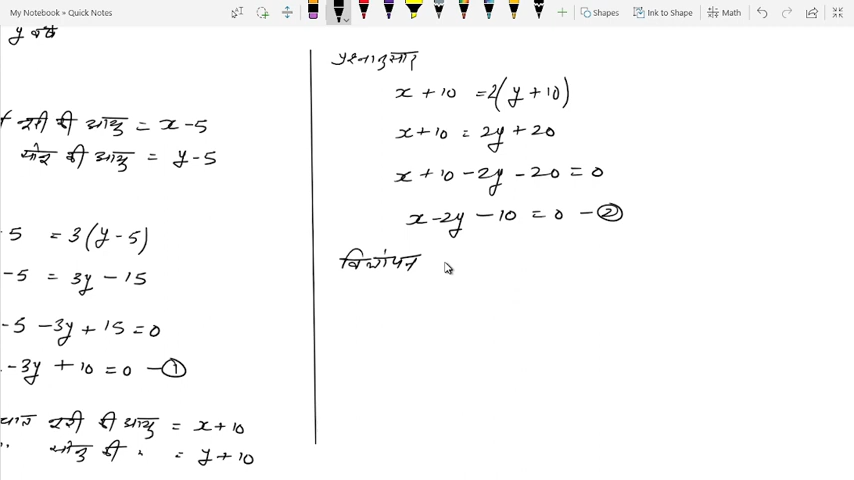 My Notebook » Quick Notes
Shapes
Ink to Shape
Math
y वर्ष
की आयु = x-5
की आयु = y-5
5 = 3(y-5)
-5 = 3y - 15
-5 -3y + 15 = 0
-3y + 10 = 0 - ①
की आयु = x+10
की " = y+10
प्रश्नानुसार
x + 10 = 2(y+10)
x+10 = 2y+20
x + 10 - 2y - 20 = 0
x - 2y - 10 = 0 - ②
विलोपन